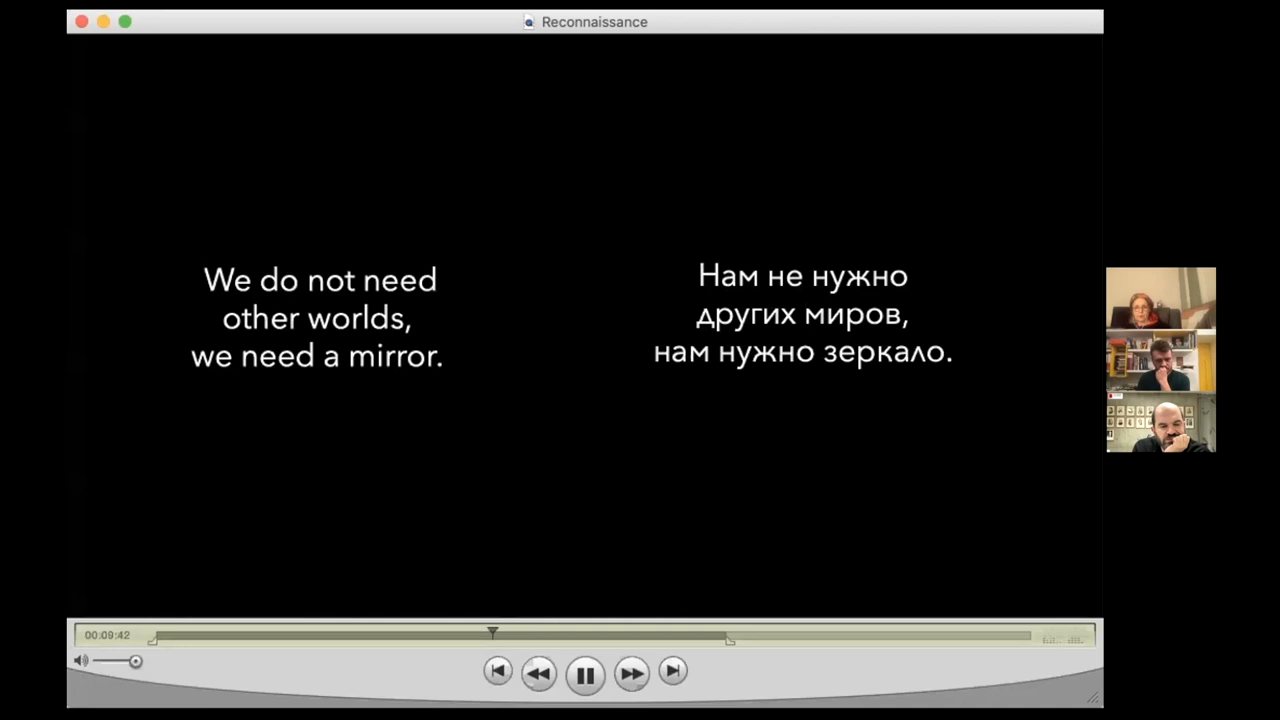 Reconnaissance
We do not need
other worlds,
we need a mirror.
Нам не нужно
других миров,
нам нужно зеркало.
00:09:42